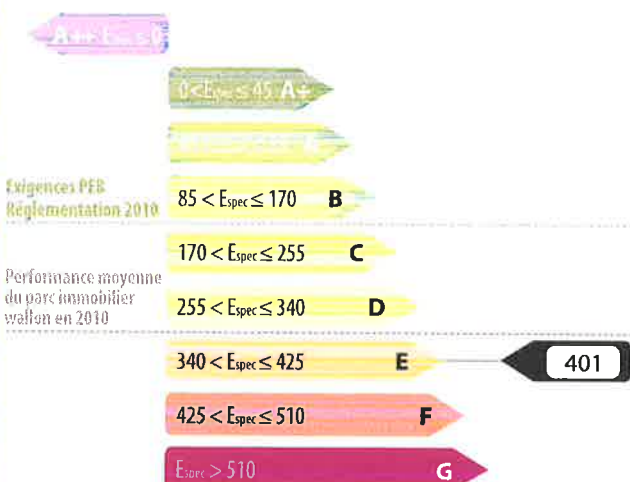 A++ Espec ≤ 0
0 < Espec ≤ 45 A+
A
Exigences PEB
Réglementation 2010
85 < Espec ≤ 170 B
170 < Espec ≤ 255 C
Performance moyenne
du parc immobilier
wallon en 2010
255 < Espec ≤ 340 D
340 < Espec ≤ 425 E
401
425 < Espec ≤ 510 F
Espec > 510 G